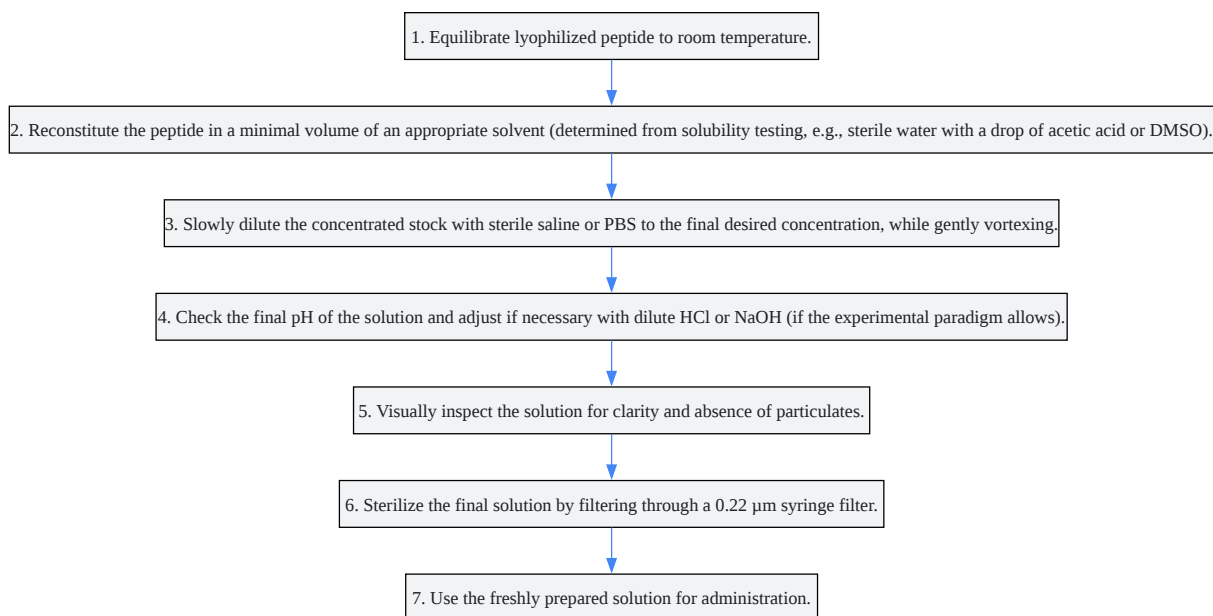 1. Equilibrate lyophilized peptide to room temperature.
2. Reconstitute the peptide in a minimal volume of an appropriate solvent (determined from solubility testing, e.g., sterile water with a drop of acetic acid or DMSO).
3. Slowly dilute the concentrated stock with sterile saline or PBS to the final desired concentration, while gently vortexing.
4. Check the final pH of the solution and adjust if necessary with dilute HCl or NaOH (if the experimental paradigm allows).
5. Visually inspect the solution for clarity and absence of particulates.
6. Sterilize the final solution by filtering through a 0.22 µm syringe filter.
7. Use the freshly prepared solution for administration.